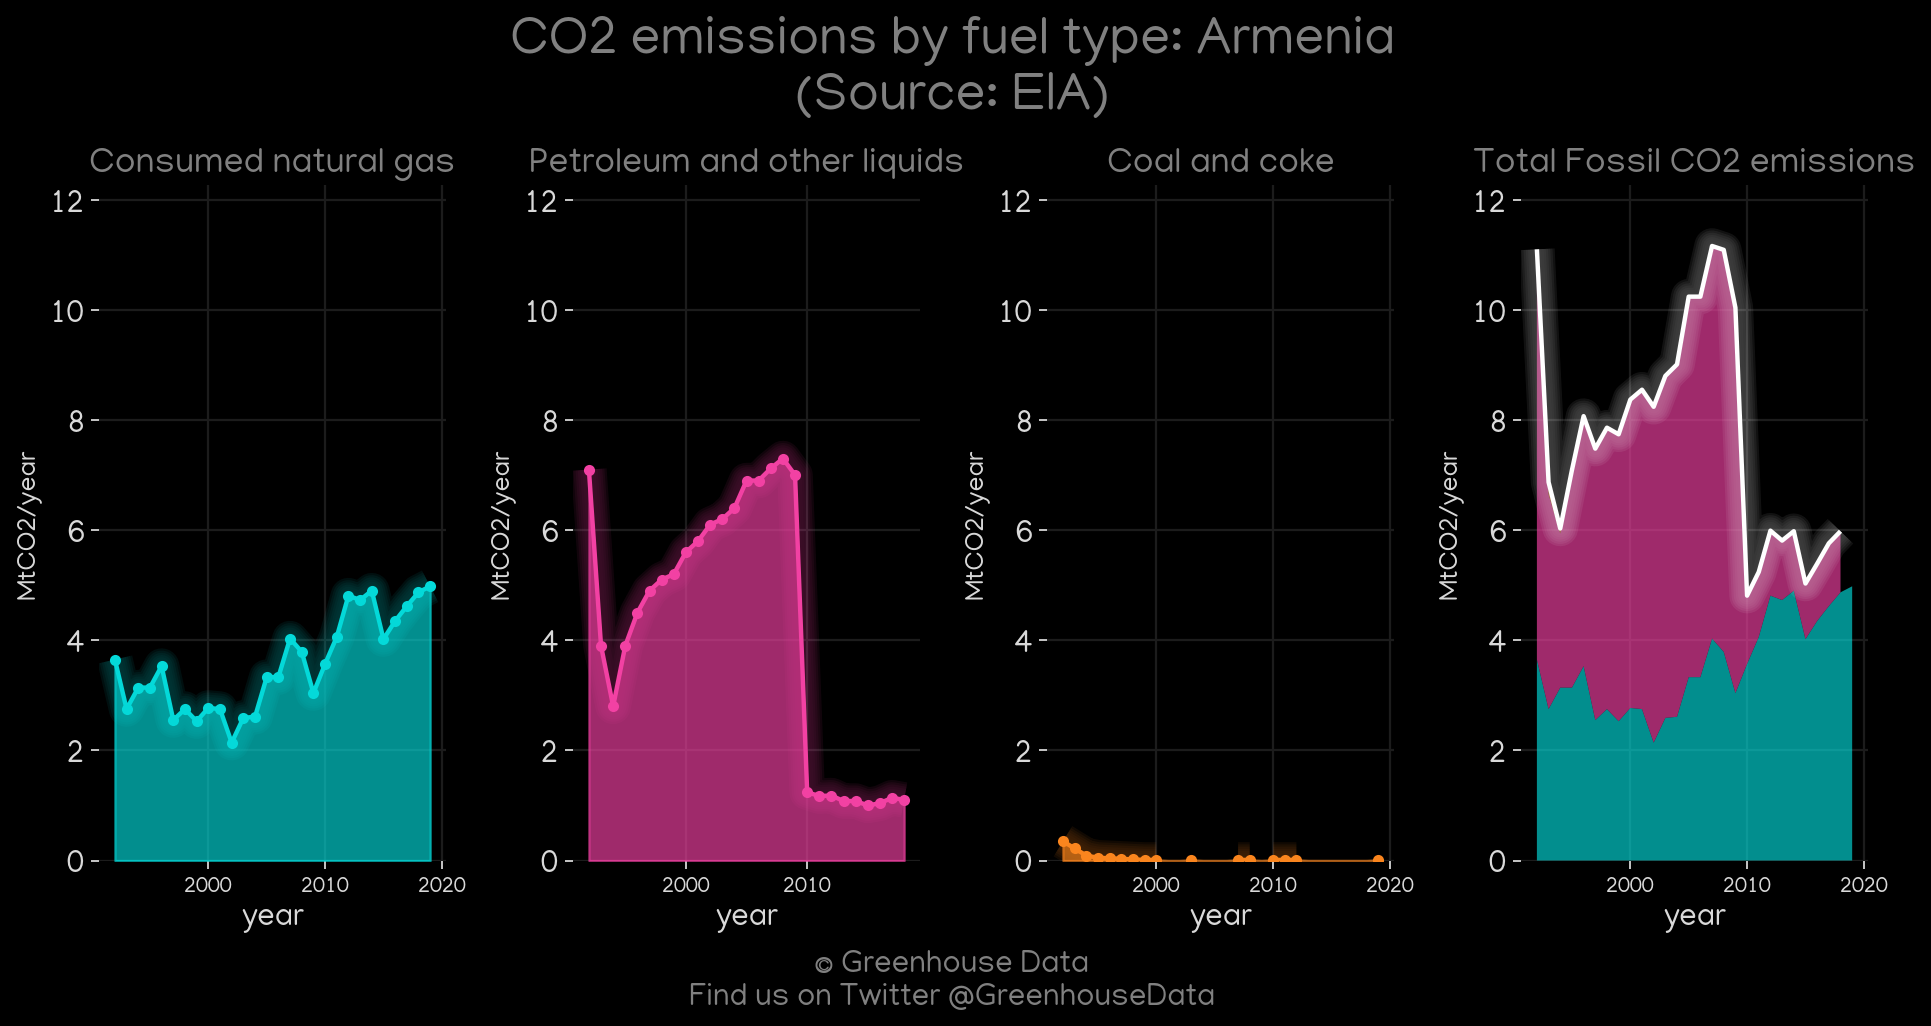 CO2 emissions by fuel type: Armenia
(Source: EIA)
Consumed natural gas
Petroleum and other liquids
Coal and coke
Total Fossil CO2 emissions
12
10
8
6
4
2
0
MtCO2/year
2000
2010
2020
year
12
10
8
6
4
2
0
MtCO2/year
2000
2010
year
12
10
8
6
4
2
0
MtCO2/year
2000
2010
2020
year
12
10
8
6
4
2
0
MtCO2/year
2000
2010
2020
year
© Greenhouse Data
Find us on Twitter @GreenhouseData